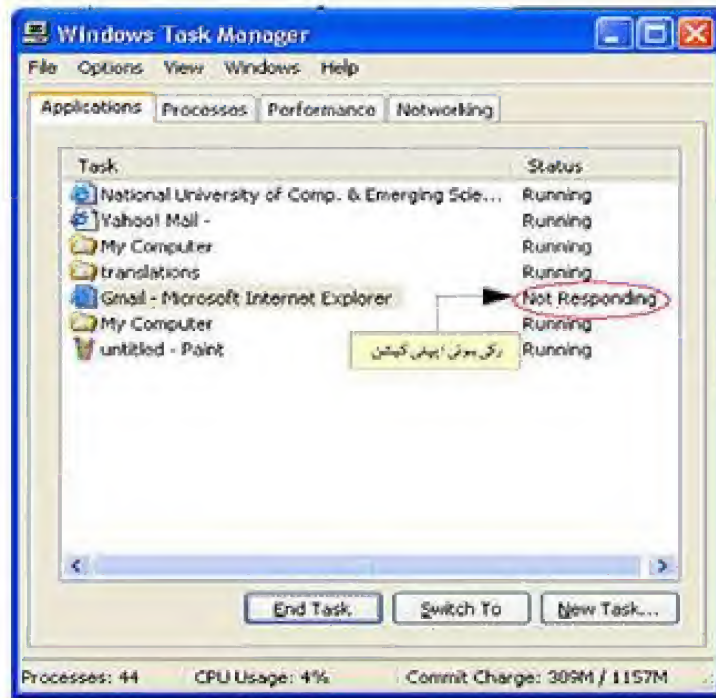 Windows Task Manager
File Options View Windows Help
Applications Processes Performance Networking
Task Status
National University of Comp. & Emerging Scie... Running
Yahoo! Mail - Running
My Computer Running
translations Running
Gmail - Microsoft Internet Explorer Not Responding
My Computer Running
untitled - Paint Running
رکی ہوئی اپیلی کیشن
End Task Switch To New Task...
Processes: 44 CPU Usage: 4% Commit Charge: 309M / 1157M